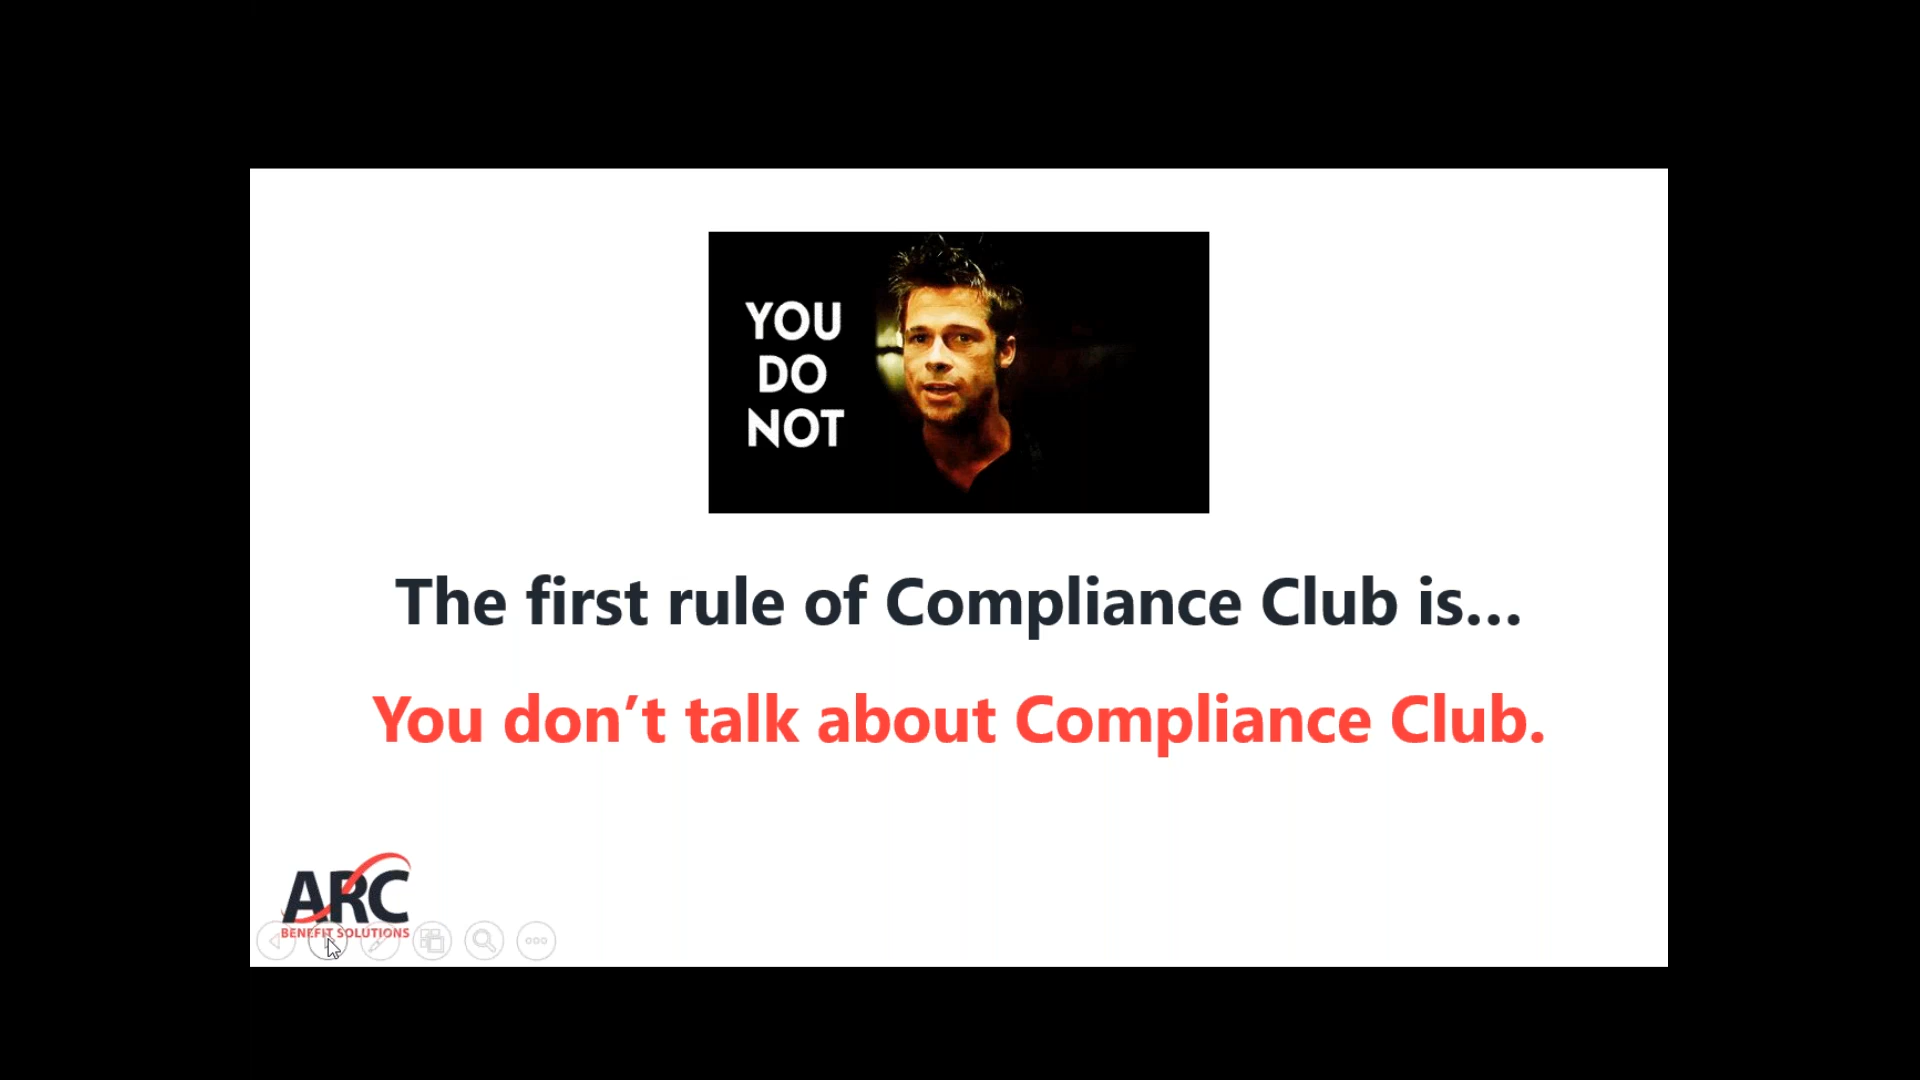 YOU
DO
NOT
The first rule of Compliance Club is...
You don’t talk about Compliance Club.
ARC
BENEFIT SOLUTIONS